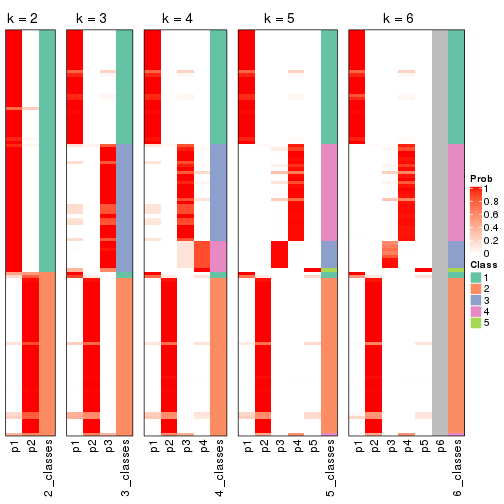 k = 2
k = 3
k = 4
k = 5
k = 6
Prob
1
0.8
0.6
0.4
0.2
0
Class
1
2
3
4
5
p1
p2
2_classes
p1
p2
p3
3_classes
p1
p2
p3
p4
4_classes
p1
p2
p3
p4
p5
5_classes
p1
p2
p3
p4
p5
p6
6_classes